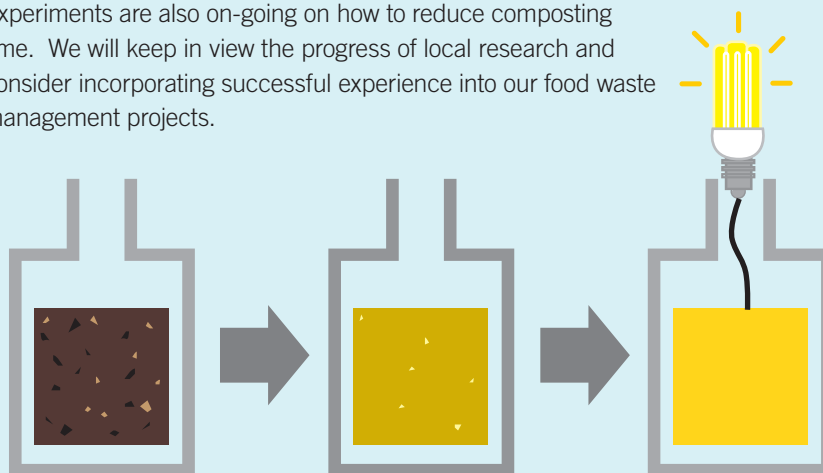 xperiments are also on-going on how to reduce composting
me. We will keep in view the progress of local research and
onsider incorporating successful experience into our food waste
anagement projects.